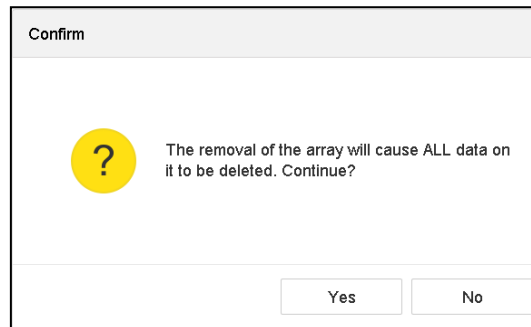 Confirm
?
The removal of the array will cause ALL data on
it to be deleted. Continue?
Yes No